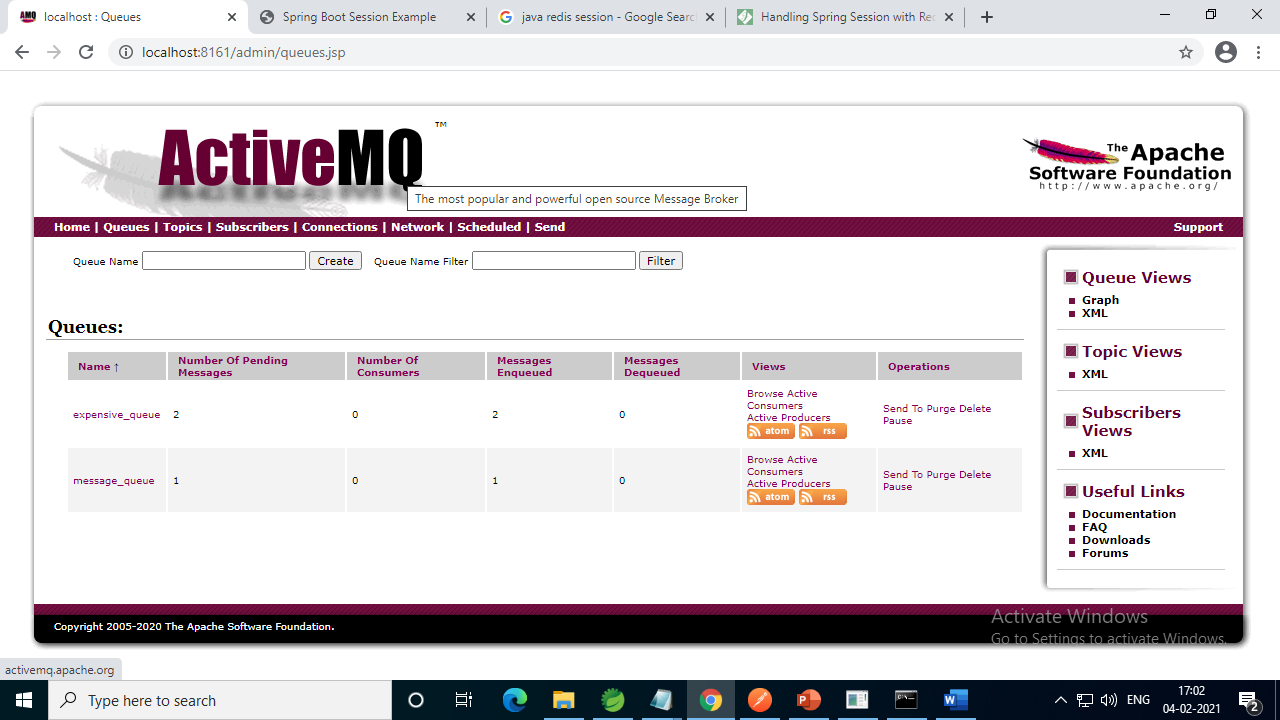 localhost : Queues
Spring Boot Session Example
java redis session - Google Searc
Handling Spring Session with Red
localhost:8161/admin/queues.jsp
ActiveMQ ™
The Apache
Software Foundation
http://www.apache.org/
The most popular and powerful open source Message Broker
Home | Queues | Topics | Subscribers | Connections | Network | Scheduled | Send
Support
Queue Name Create Queue Name Filter Filter
Queues:
Name ↑ Number Of Pending Messages Number Of Consumers Messages Enqueued Messages Dequeued Views Operations
expensive_queue 2 0 2 0
Browse Active
Consumers
Active Producers
atom rss
Send To Purge Delete
Pause
message_queue 1 0 1 0
Browse Active
Consumers
Active Producers
atom rss
Send To Purge Delete
Pause
Queue Views
Graph
XML
Topic Views
XML
Subscribers
Views
XML
Useful Links
Documentation
FAQ
Downloads
Forums
Copyright 2005-2020 The Apache Software Foundation.
Activate Windows
Go to Settings to activate Windows.
activemq.apache.org
Type here to search
ENG
17:02
04-02-2021
2